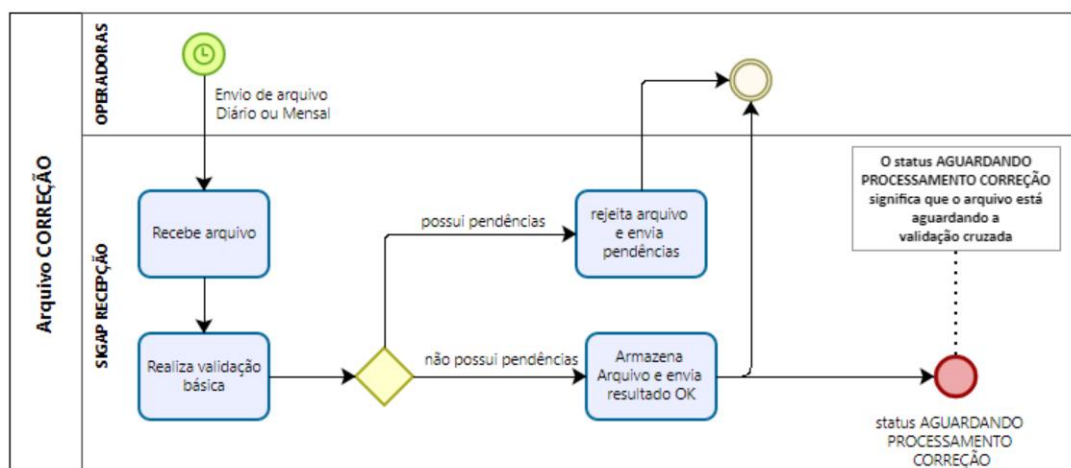 Arquivo CORREÇÃO
OPERADORAS
Envio de arquivo
Diário ou Mensal
SIGAP RECEPÇÃO
Recebe arquivo
Realiza validação
básica
possui pendências
rejeita arquivo
e envia
pendências
não possui pendências
Armazena
Arquivo e envia
resultado OK
O status AGUARDANDO
PROCESSAMENTO CORREÇÃO
significa que o arquivo está
aguardando a
validação cruzada
status AGUARDANDO
PROCESSAMENTO
CORREÇÃO